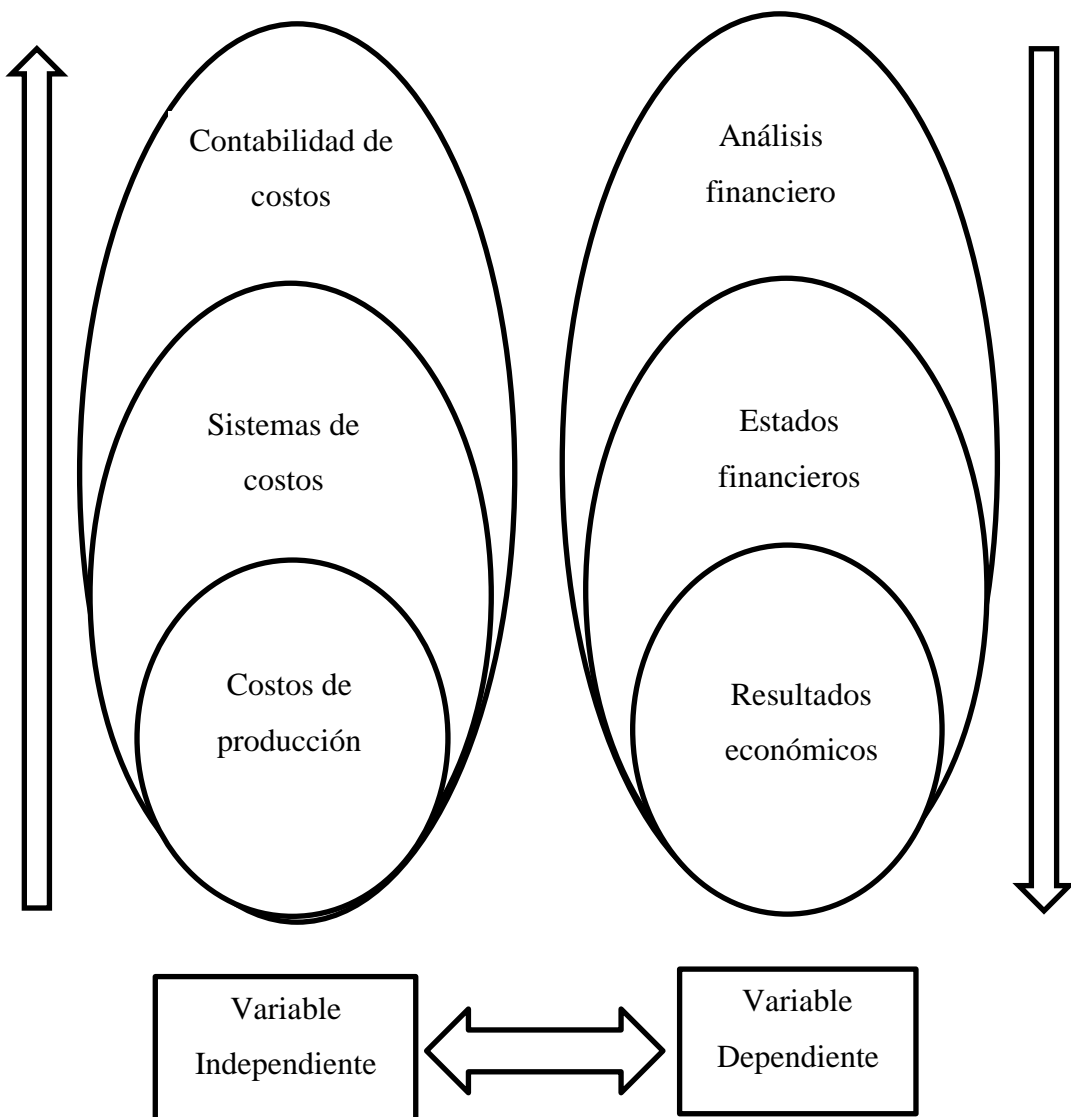 Contabilidad de
costos
Sistemas de
costos
Costos de
producción
Análisis
financiero
Estados
financieros
Resultados
económicos
Variable
Independiente
Variable
Dependiente